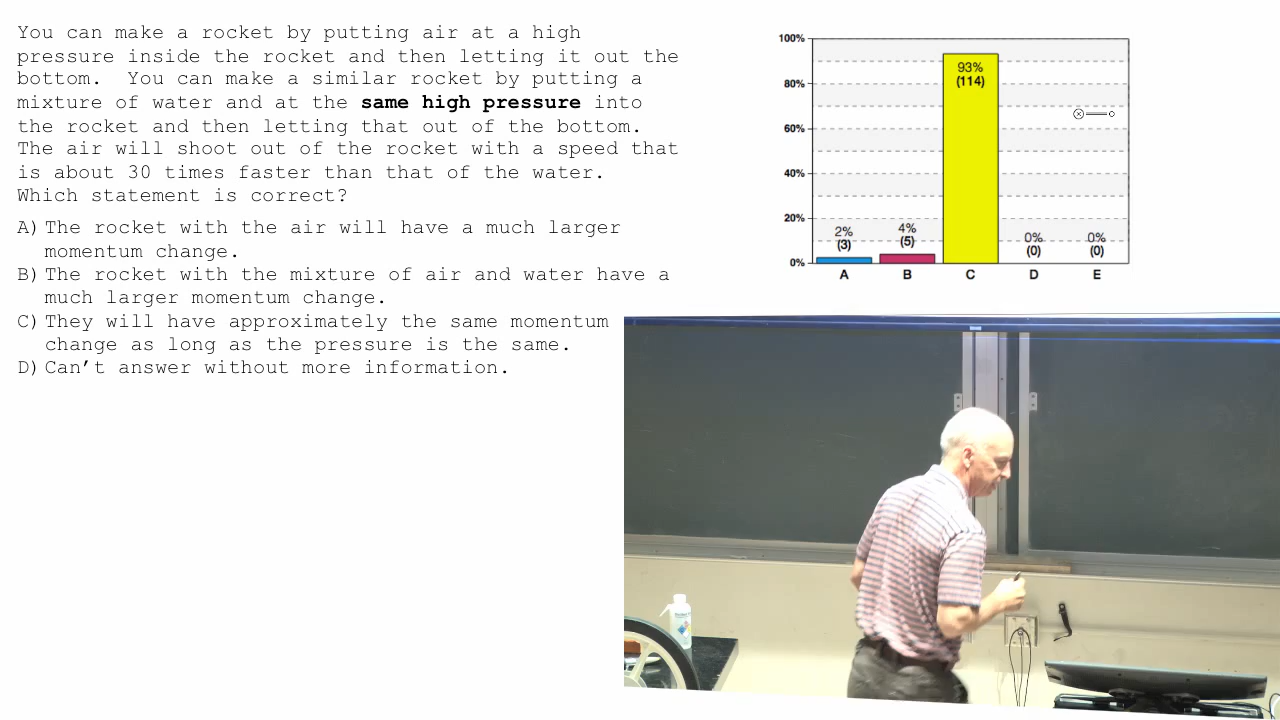 You can make a rocket by putting air at a high
pressure inside the rocket and then letting it out the
bottom. You can make a similar rocket by putting a
mixture of water and at the same high pressure into
the rocket and then letting that out of the bottom.
The air will shoot out of the rocket with a speed that
is about 30 times faster than that of the water.
Which statement is correct?
A) The rocket with the air will have a much larger
momentum change.
B) The rocket with the mixture of air and water have a
much larger momentum change.
C) They will have approximately the same momentum
change as long as the pressure is the same.
D) Can't answer without more information.
100%
80%
60%
40%
20%
0%
2%
(3)
4%
(5)
93%
(114)
0%
(0)
0%
(0)
A B C D E